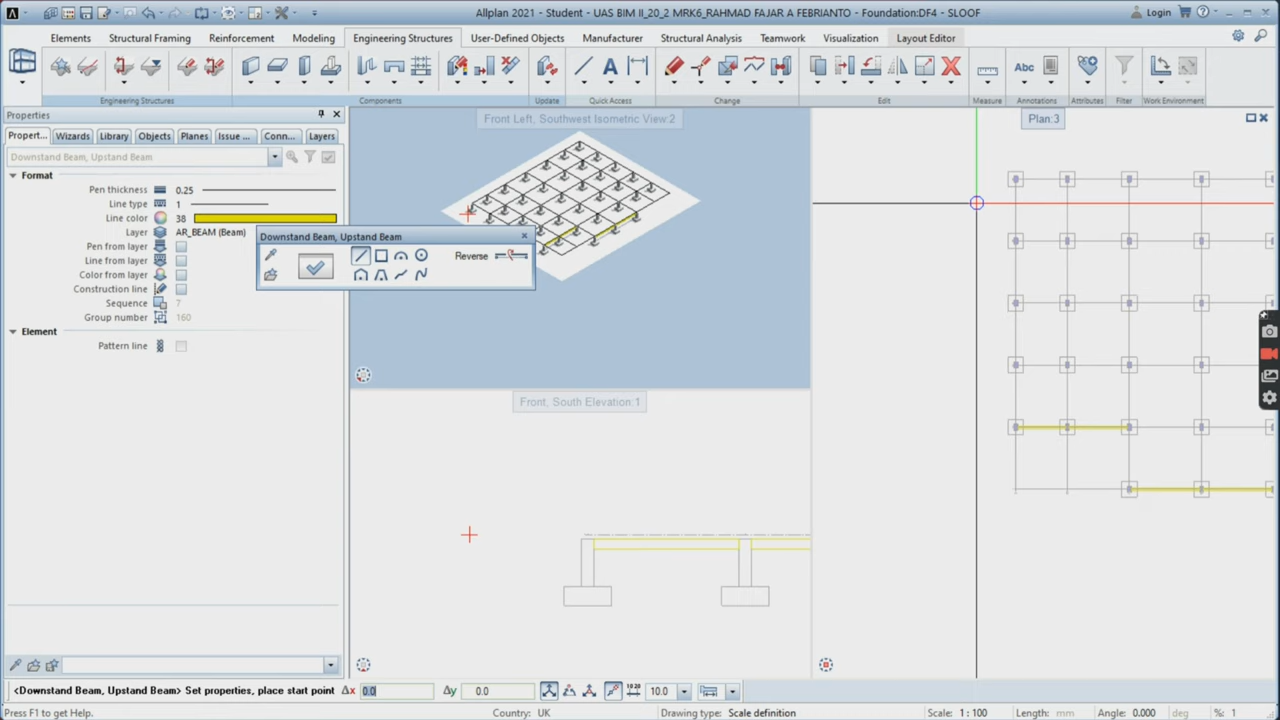 Allplan 2021 - Student - UAS BIM II_20_2 MRK6_RAHMAD FAJAR A FEBRIANTO - Foundation:DF4 - SLOOF
Login
Elements
Structural Framing
Reinforcement
Modeling
Engineering Structures
User-Defined Objects
Manufacturer
Structural Analysis
Teamwork
Visualization
Layout Editor
Abc
Engineering Structures
Components
Update
Quick Access
Change
Edit
Measure
Annotations
Attributes
Filter
Work Environment
Properties
Propert...
Wizards
Library
Objects
Planes
Issue ...
Conn...
Layers
Downstand Beam, Upstand Beam
Format
Pen thickness 0.25
Line type 1
Line color 38
Layer AR_BEAM (Beam)
Pen from layer
Line from layer
Color from layer
Construction line
Sequence 7
Group number 160
Element
Pattern line
Front Left, Southwest Isometric View:2
Downstand Beam, Upstand Beam
Reverse
Front, South Elevation:1
Plan:3
<Downstand Beam, Upstand Beam> Set properties, place start point Δx 0.0 Δy 0.0 10.20 10.0
Press F1 to get Help.
Country: UK
Drawing type: Scale definition
Scale: 1 : 100
Length: mm
Angle: 0.000 deg
%: 1